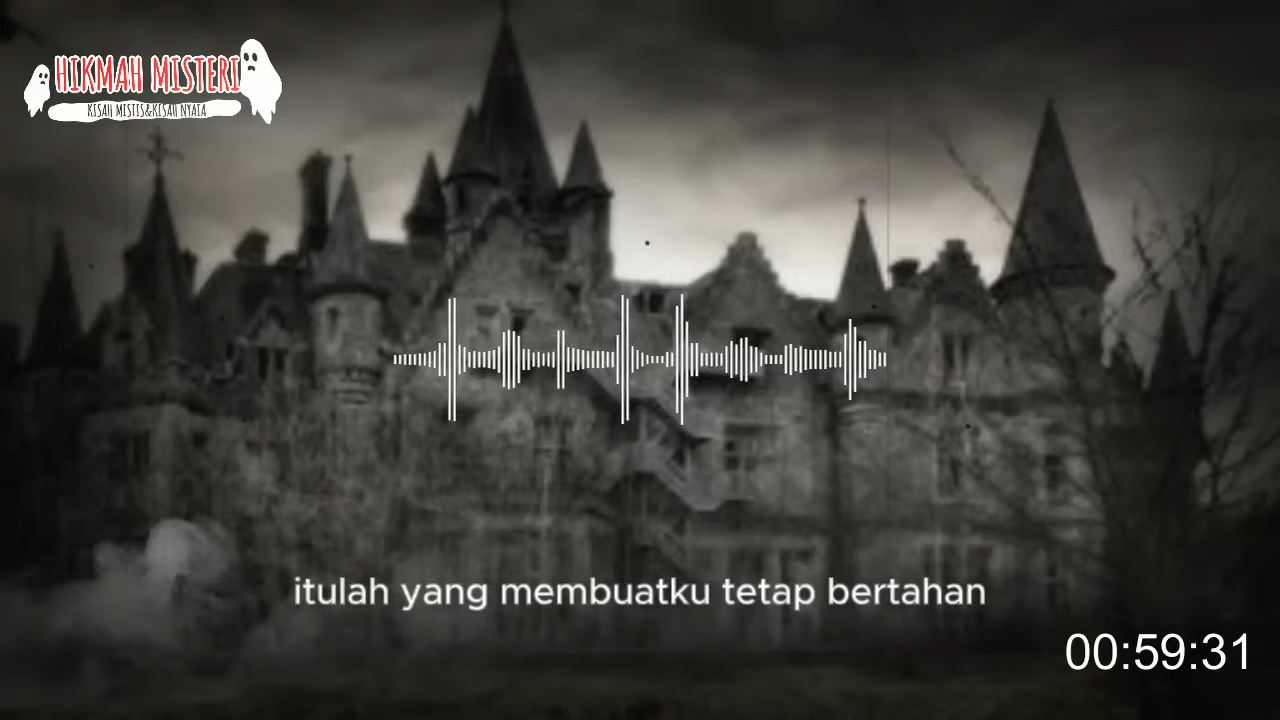 HIKMAH MISTERI
KISAH MISTIS&KISAH NYATA
itulah yang membuatku tetap bertahan
00:59:31